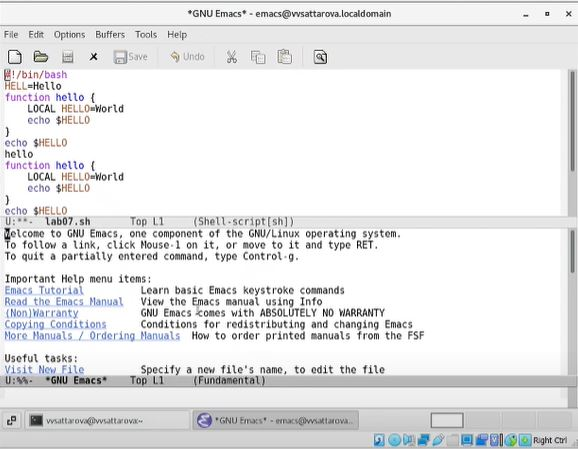 *GNU Emacs* - emacs@vvsattarova.localdomain
File Edit Options Buffers Tools Help
Save Undo
#!/bin/bash
HELL=Hello
function hello {
LOCAL HELLO=World
echo $HELLO
}
echo $HELLO
hello
function hello {
LOCAL HELLO=World
echo $HELLO
}
echo $HELLO
U:**- lab07.sh Top L1 (Shell-script[sh])
Welcome to GNU Emacs, one component of the GNU/Linux operating system.
To follow a link, click Mouse-1 on it, or move to it and type RET.
To quit a partially entered command, type Control-g.
Important Help menu items:
Emacs Tutorial Learn basic Emacs keystroke commands
Read the Emacs Manual View the Emacs manual using Info
(Non)Warranty GNU Emacs comes with ABSOLUTELY NO WARRANTY
Copying Conditions Conditions for redistributing and changing Emacs
More Manuals / Ordering Manuals How to order printed manuals from the FSF
Useful tasks:
Visit New File Specify a new file's name, to edit the file
U:%%- *GNU Emacs* Top L1 (Fundamental)
vvsattarova@vvsattarova:~ *GNU Emacs* - emacs@vvsattarova...
Right Ctrl